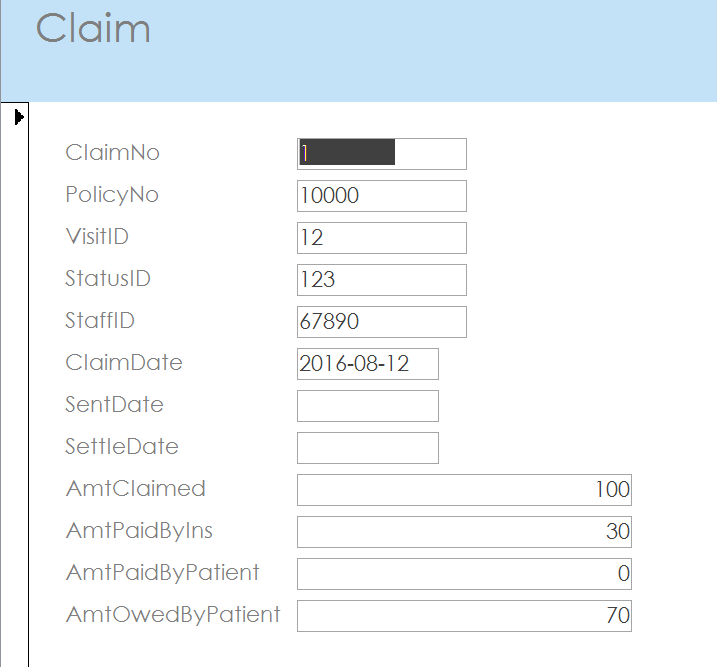 Claim
ClaimNo 1
PolicyNo 10000
VisitID 12
StatusID 123
StaffID 67890
ClaimDate 2016-08-12
SentDate
SettleDate
AmtClaimed 100
AmtPaidByIns 30
AmtPaidByPatient 0
AmtOwedByPatient 70